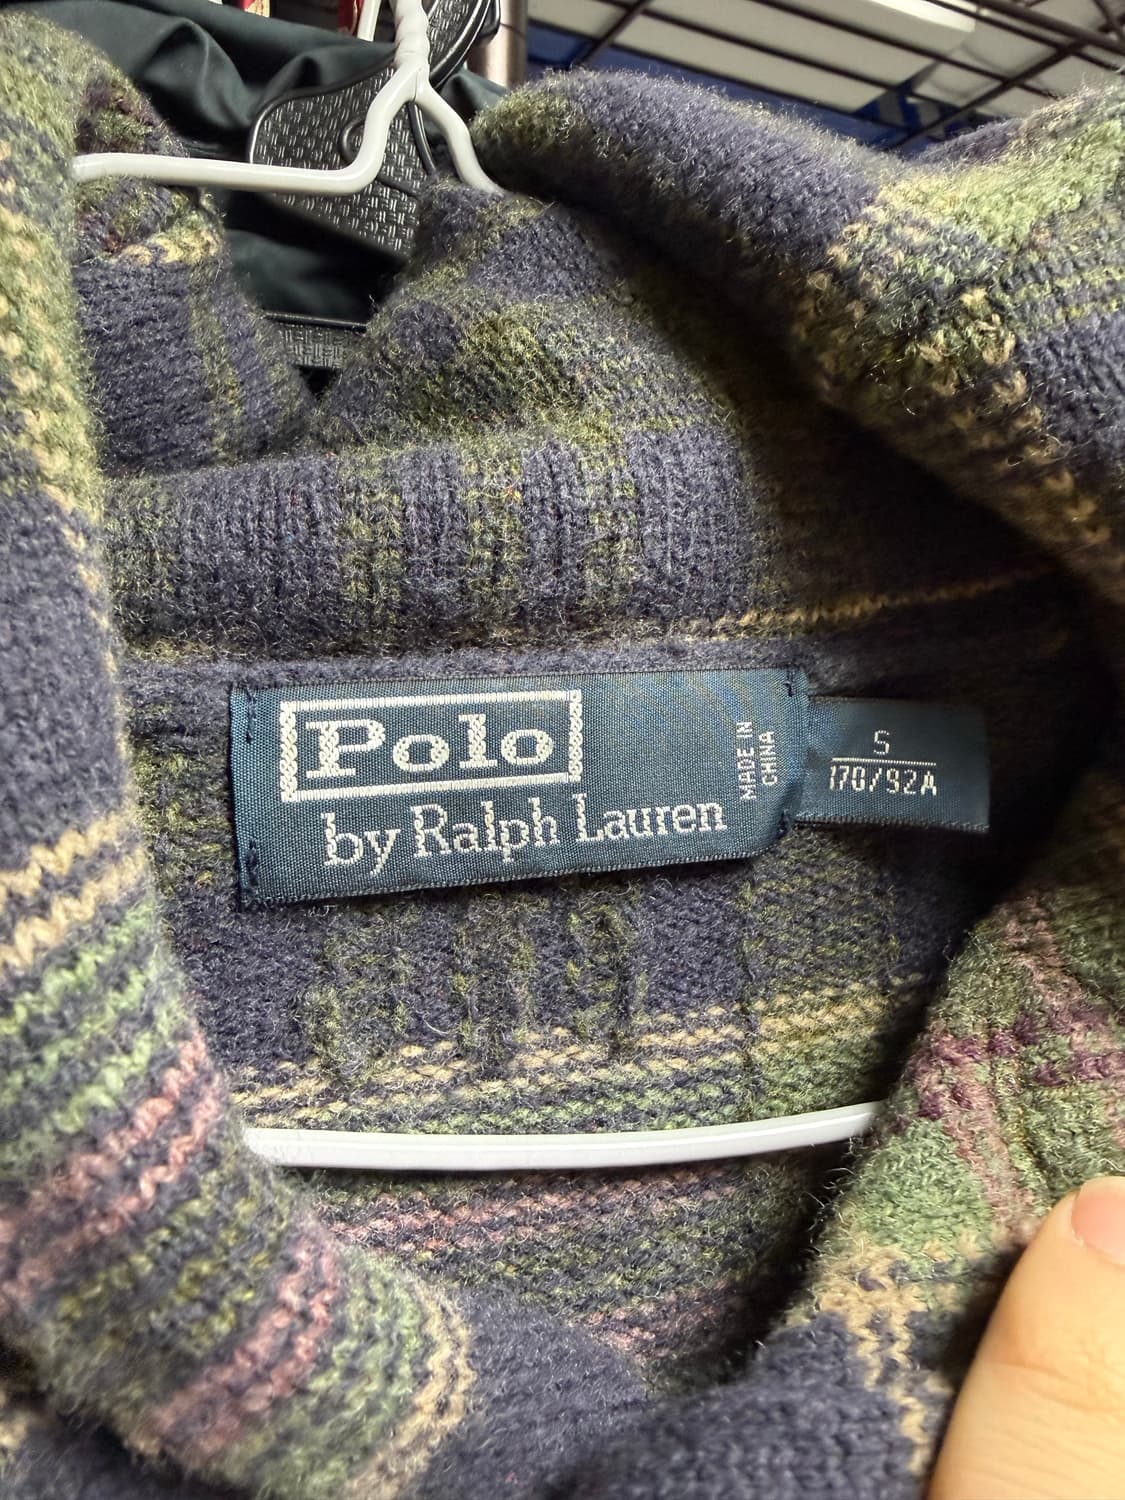 Polo
by Ralph Lauren
MADE IN
CHINA
S
170/92A